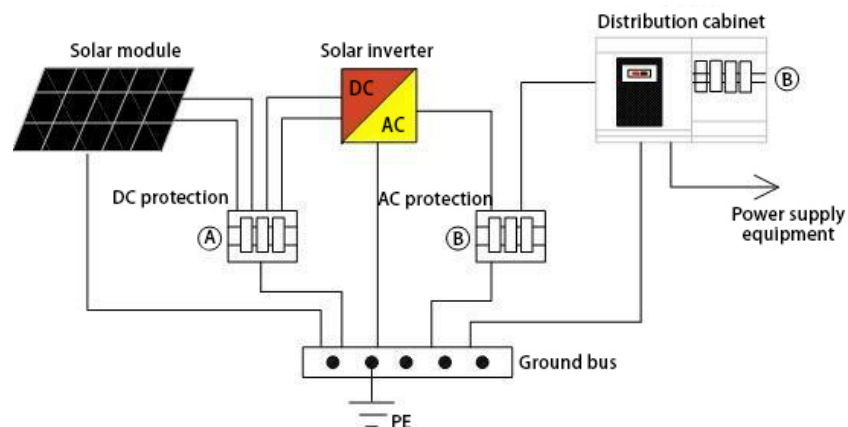 Solar module
Solar inverter
Distribution cabinet
DC
AC
B
DC protection
AC protection
A
B
Power supply
equipment
Ground bus
PE